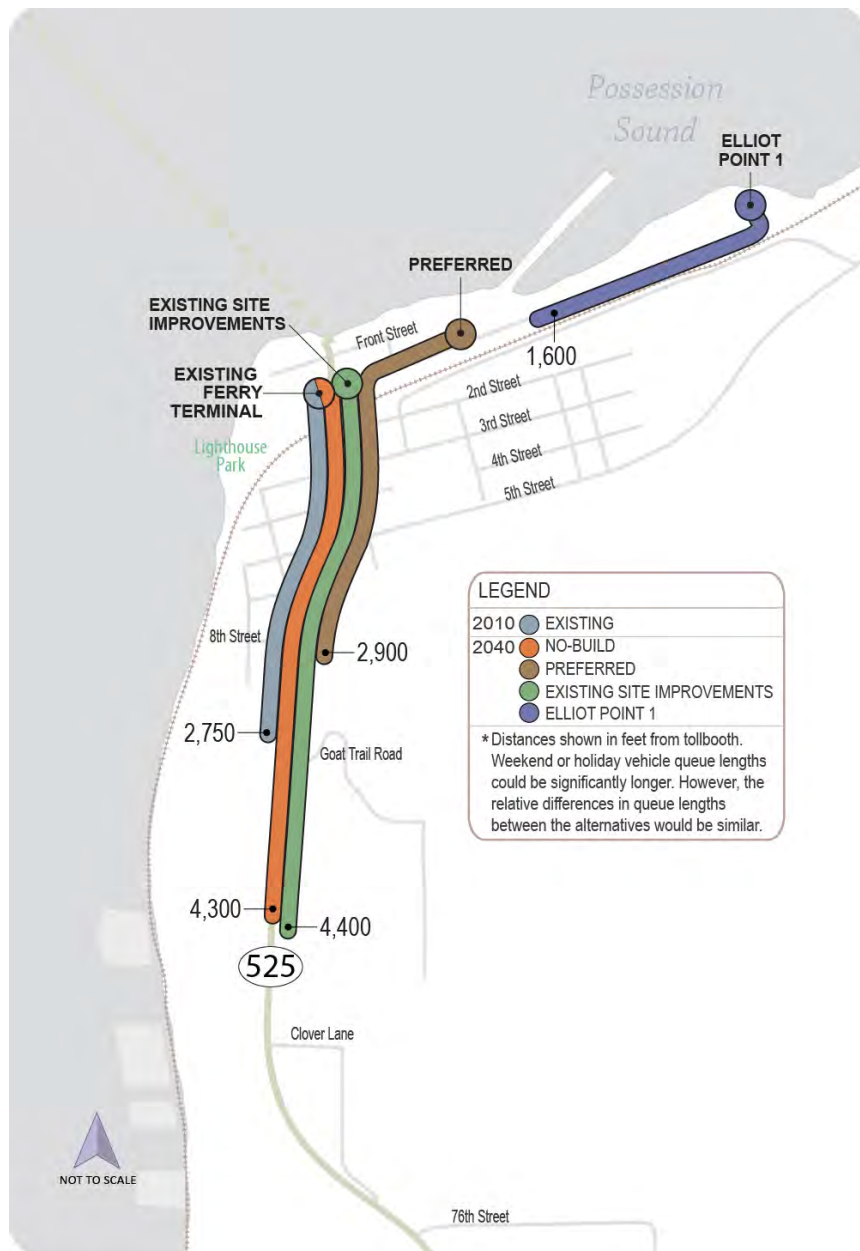 Possession
Sound
ELLIOT
POINT 1
PREFERRED
EXISTING SITE
IMPROVEMENTS
Front Street
1,600
EXISTING
FERRY
TERMINAL
2nd Street
3rd Street
Lighthouse
Park
4th Street
5th Street
LEGEND
2010 EXISTING
2040 NO-BUILD
PREFERRED
EXISTING SITE IMPROVEMENTS
ELLIOT POINT 1
* Distances shown in feet from tollbooth.
Weekend or holiday vehicle queue lengths
could be significantly longer. However, the
relative differences in queue lengths
between the alternatives would be similar.
8th Street
2,900
2,750
Goat Trail Road
4,300
4,400
525
Clover Lane
NOT TO SCALE
76th Street